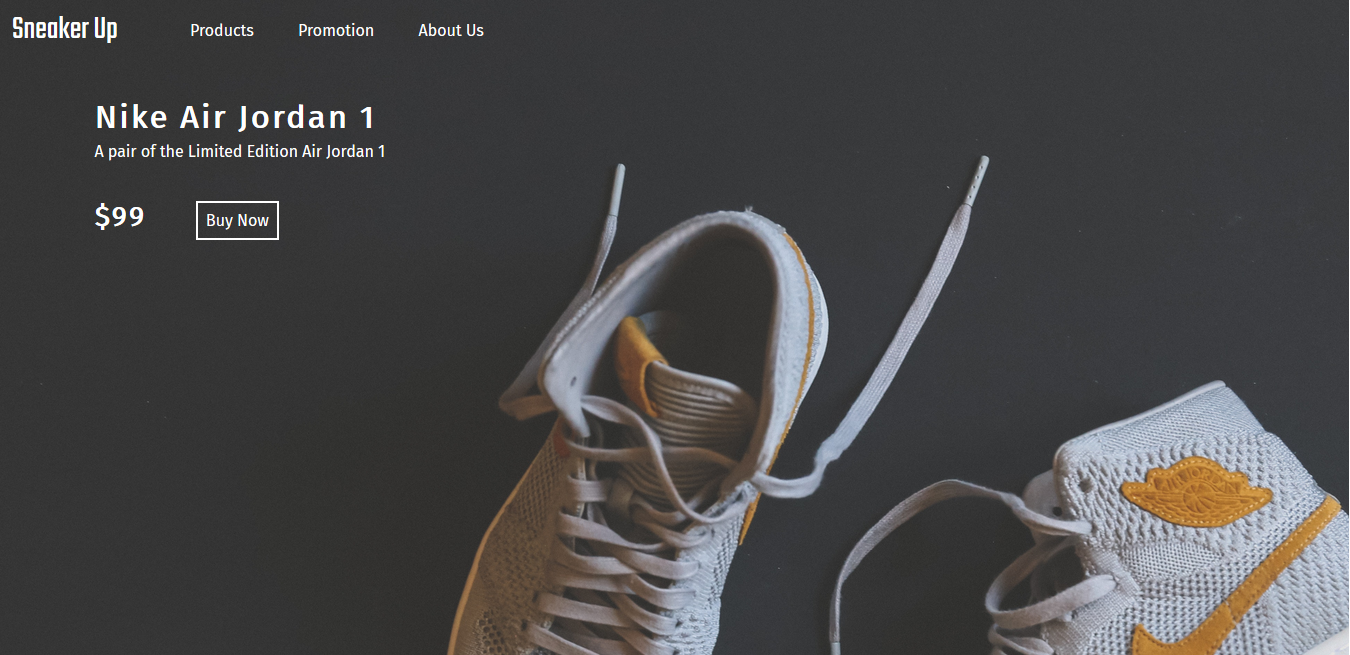 Sneaker Up Products Promotion About Us
Nike Air Jordan 1
A pair of the Limited Edition Air Jordan 1
$99 Buy Now